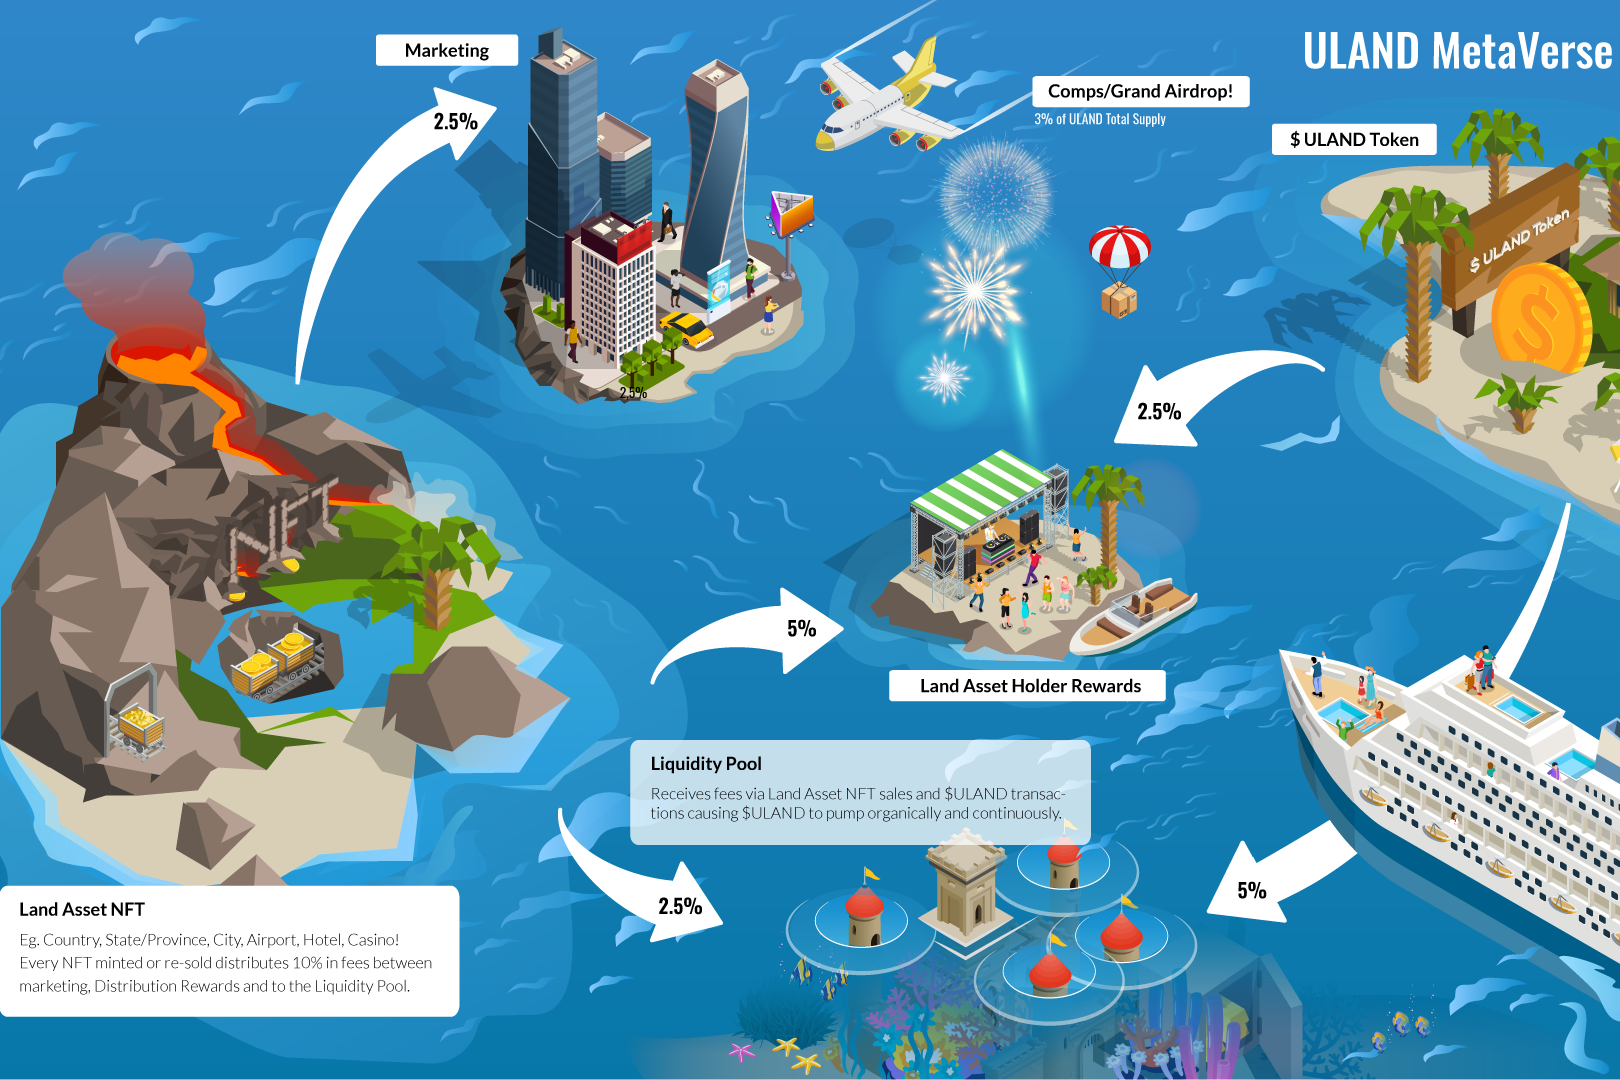 ULAND MetaVerse
Marketing
2.5%
Comps/Grand Airdrop!
3% of ULAND Total Supply
$ ULAND Token
$ ULAND Token
2.5%
2.5%
NFT
5%
Land Asset Holder Rewards
Liquidity Pool
Receives fees via Land Asset NFT sales and $ULAND transac-
tions causing $ULAND to pump organically and continuously.
2.5%
5%
Land Asset NFT
Eg. Country, State/Province, City, Airport, Hotel, Casino!
Every NFT minted or re-sold distributes 10% in fees between
marketing, Distribution Rewards and to the Liquidity Pool.